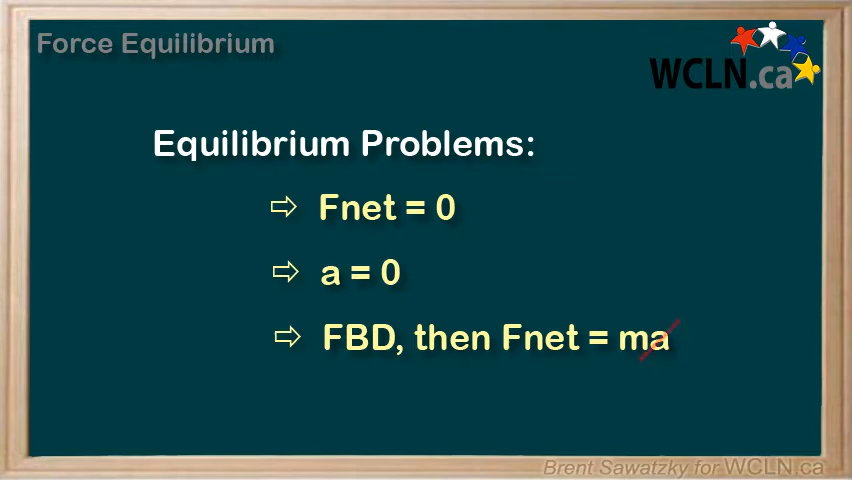 Force Equilibrium
WCLN.ca
Equilibrium Problems:
⇨ Fnet = 0
⇨ a = 0
⇨ FBD, then Fnet = ma
Brent Sawatzky for WCLN.ca